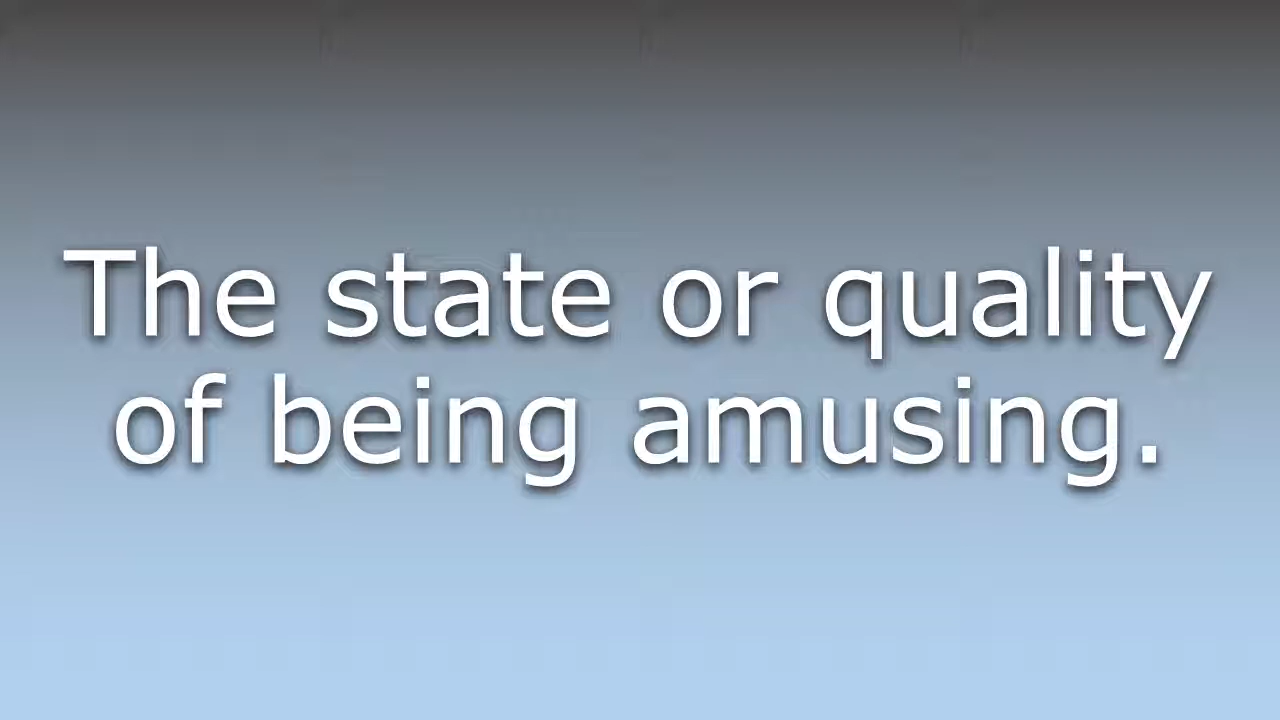 The state or quality
of being amusing.